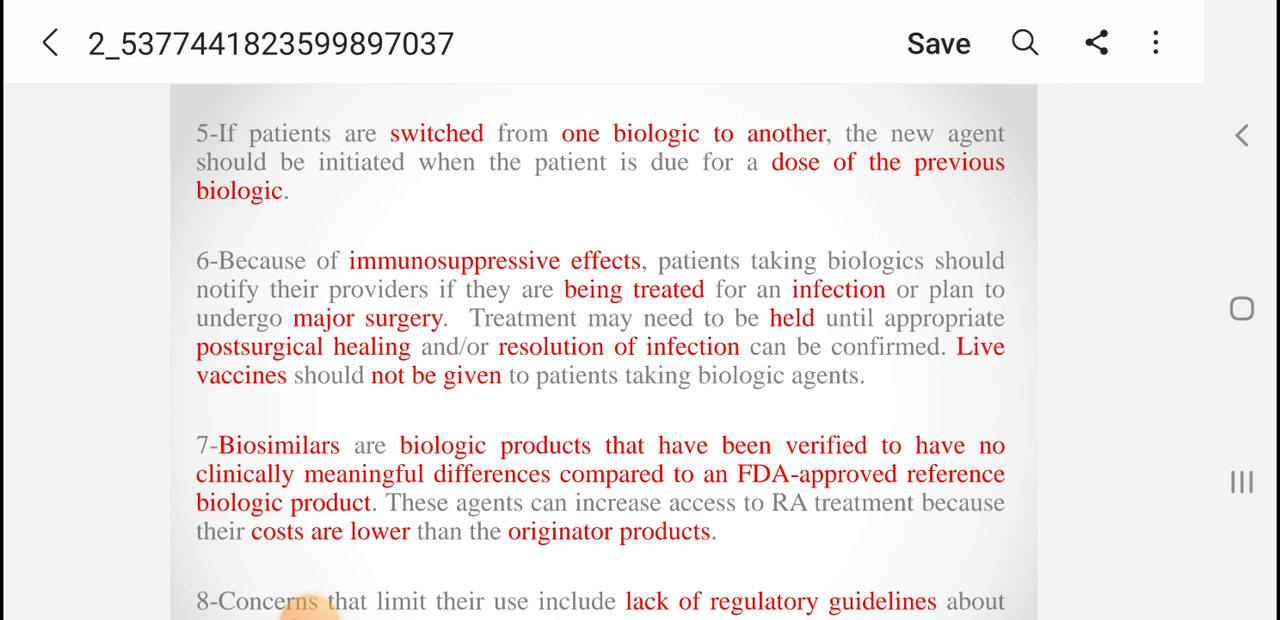 2_5377441823599897037
Save
5-If patients are switched from one biologic to another, the new agent
should be initiated when the patient is due for a dose of the previous
biologic.
6-Because of immunosuppressive effects, patients taking biologics should
notify their providers if they are being treated for an infection or plan to
undergo major surgery. Treatment may need to be held until appropriate
postsurgical healing and/or resolution of infection can be confirmed. Live
vaccines should not be given to patients taking biologic agents.
7-Biosimilars are biologic products that have been verified to have no
clinically meaningful differences compared to an FDA-approved reference
biologic product. These agents can increase access to RA treatment because
their costs are lower than the originator products.
8-Concerns that limit their use include lack of regulatory guidelines about